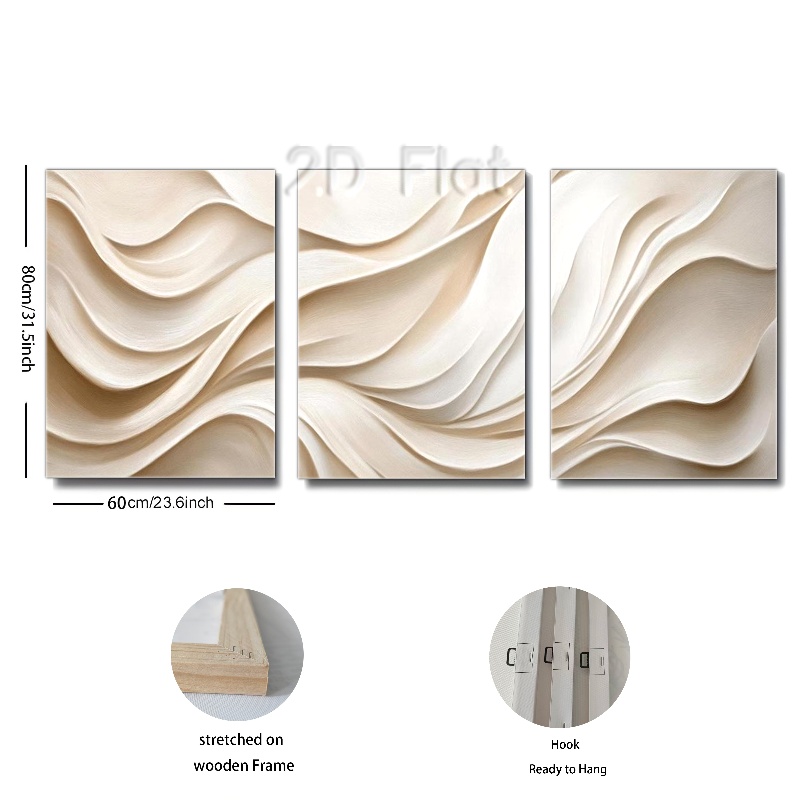 2D Flat
80cm/31.5inch
60cm/23.6inch
stretched on
wooden Frame
Hook
Ready to Hang